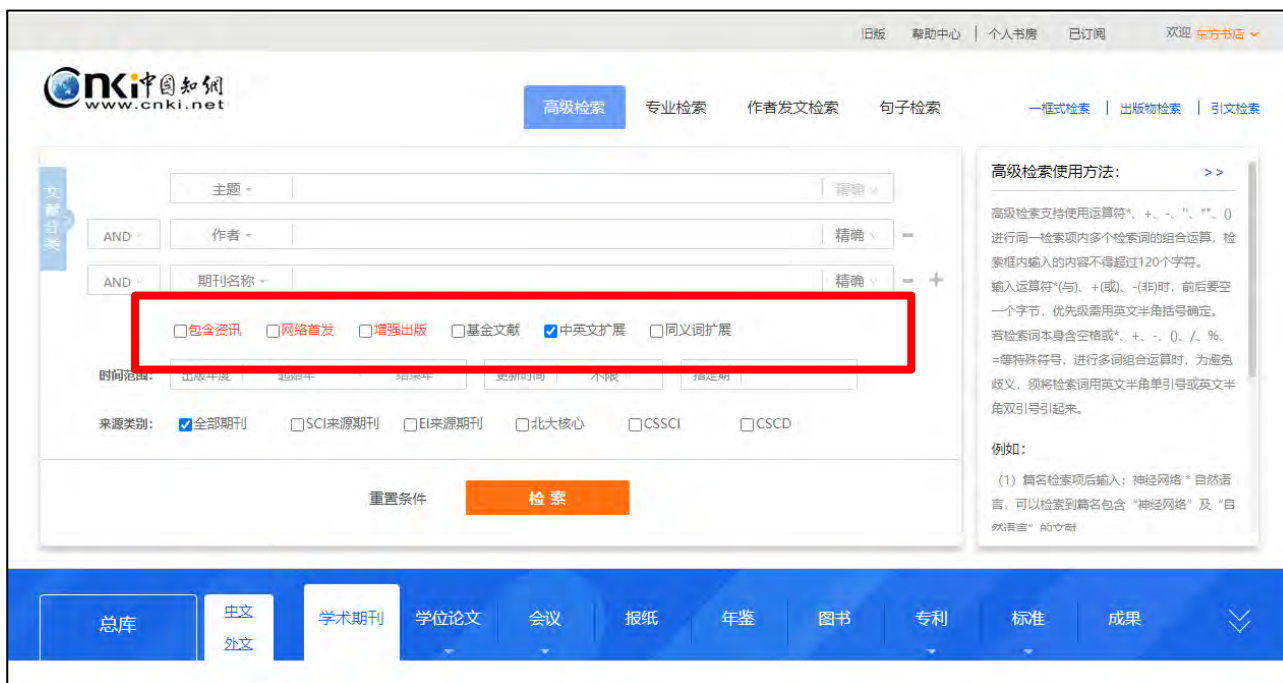 旧版 帮助中心 | 个人书房 已订阅 欢迎 东方书店
cnki中国知网
www.cnki.net
高级检索 专业检索 作者发文检索 句子检索 一框式检索 | 出版物检索 | 引文检索
文献分类
主题 精确
AND 作者 精确
AND 期刊名称 精确
包含资讯 网络首发 增强出版 基金文献 中英文扩展 同义词扩展
时间范围： 出版年度 起始年 结束年 更新时间 不限 指定期
来源类别： 全部期刊 SCI来源期刊 EI来源期刊 北大核心 CSSCI CSCD
重置条件 检索
高级检索使用方法： >>
高级检索支持使用运算符*、+、-、''、""、()
进行同一检索项内多个检索词的组合运算，检
索框内输入的内容不得超过120个字符。
输入运算符*(与)、+(或)、-(非)时，前后要空
一个字节，优先级需用英文半角括号确定。
若检索词本身含空格或*、+、-、()、/、%、
=等特殊符号，进行多词组合运算时，为避免
歧义，须将检索词用英文半角单引号或英文半
角双引号引起来。
例如：
（1）篇名检索项后输入：神经网络 * 自然语
言，可以检索到篇名包含“神经网络”及“自
然语言”的文献
总库 中文 学术期刊 学位论文 会议 报纸 年鉴 图书 专利 标准 成果
外文